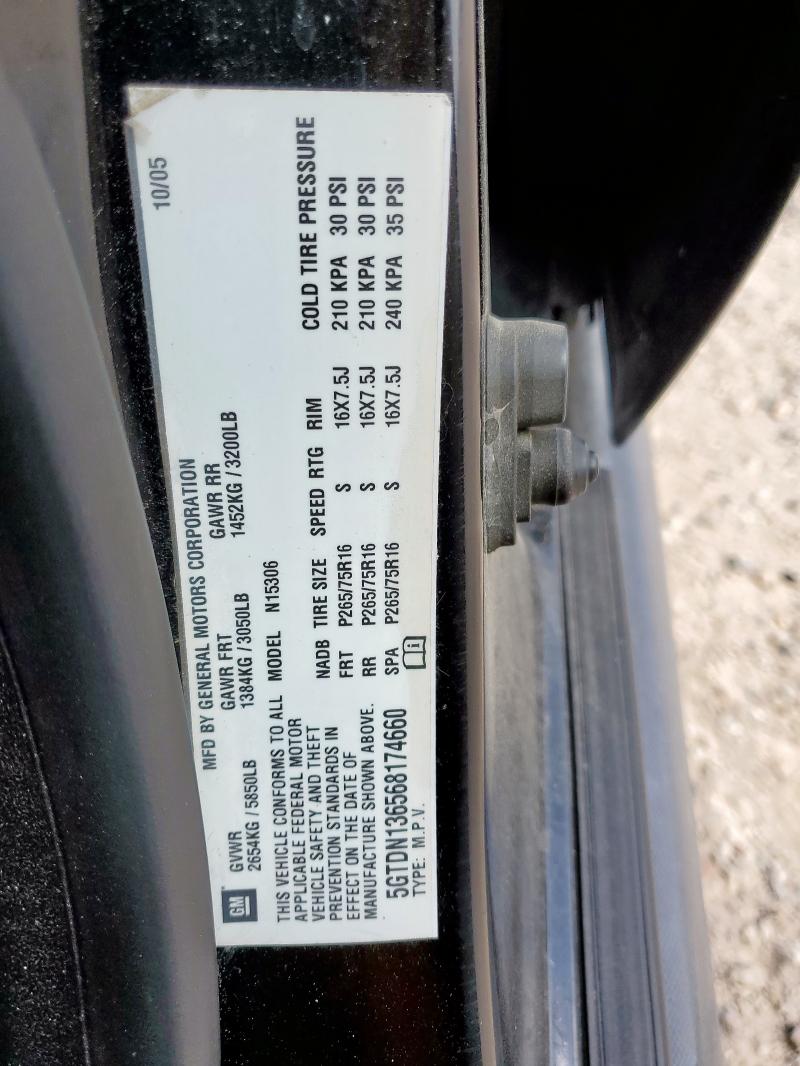 MFD BY GENERAL MOTORS CORPORATION 10/05
GM
GVWR GAWR FRT GAWR RR
2654KG / 5850LB 1384KG / 3050LB 1452KG / 3200LB
THIS VEHICLE CONFORMS TO ALL
APPLICABLE FEDERAL MOTOR
VEHICLE SAFETY AND THEFT
PREVENTION STANDARDS IN
EFFECT ON THE DATE OF
MANUFACTURE SHOWN ABOVE.
5GTDN136568174660
TYPE: M.P.V.
MODEL N15306
NADB TIRE SIZE SPEED RTG RIM COLD TIRE PRESSURE
FRT P265/75R16 S 16X7.5J 210 KPA 30 PSI
RR P265/75R16 S 16X7.5J 210 KPA 30 PSI
SPA P265/75R16 S 16X7.5J 240 KPA 35 PSI